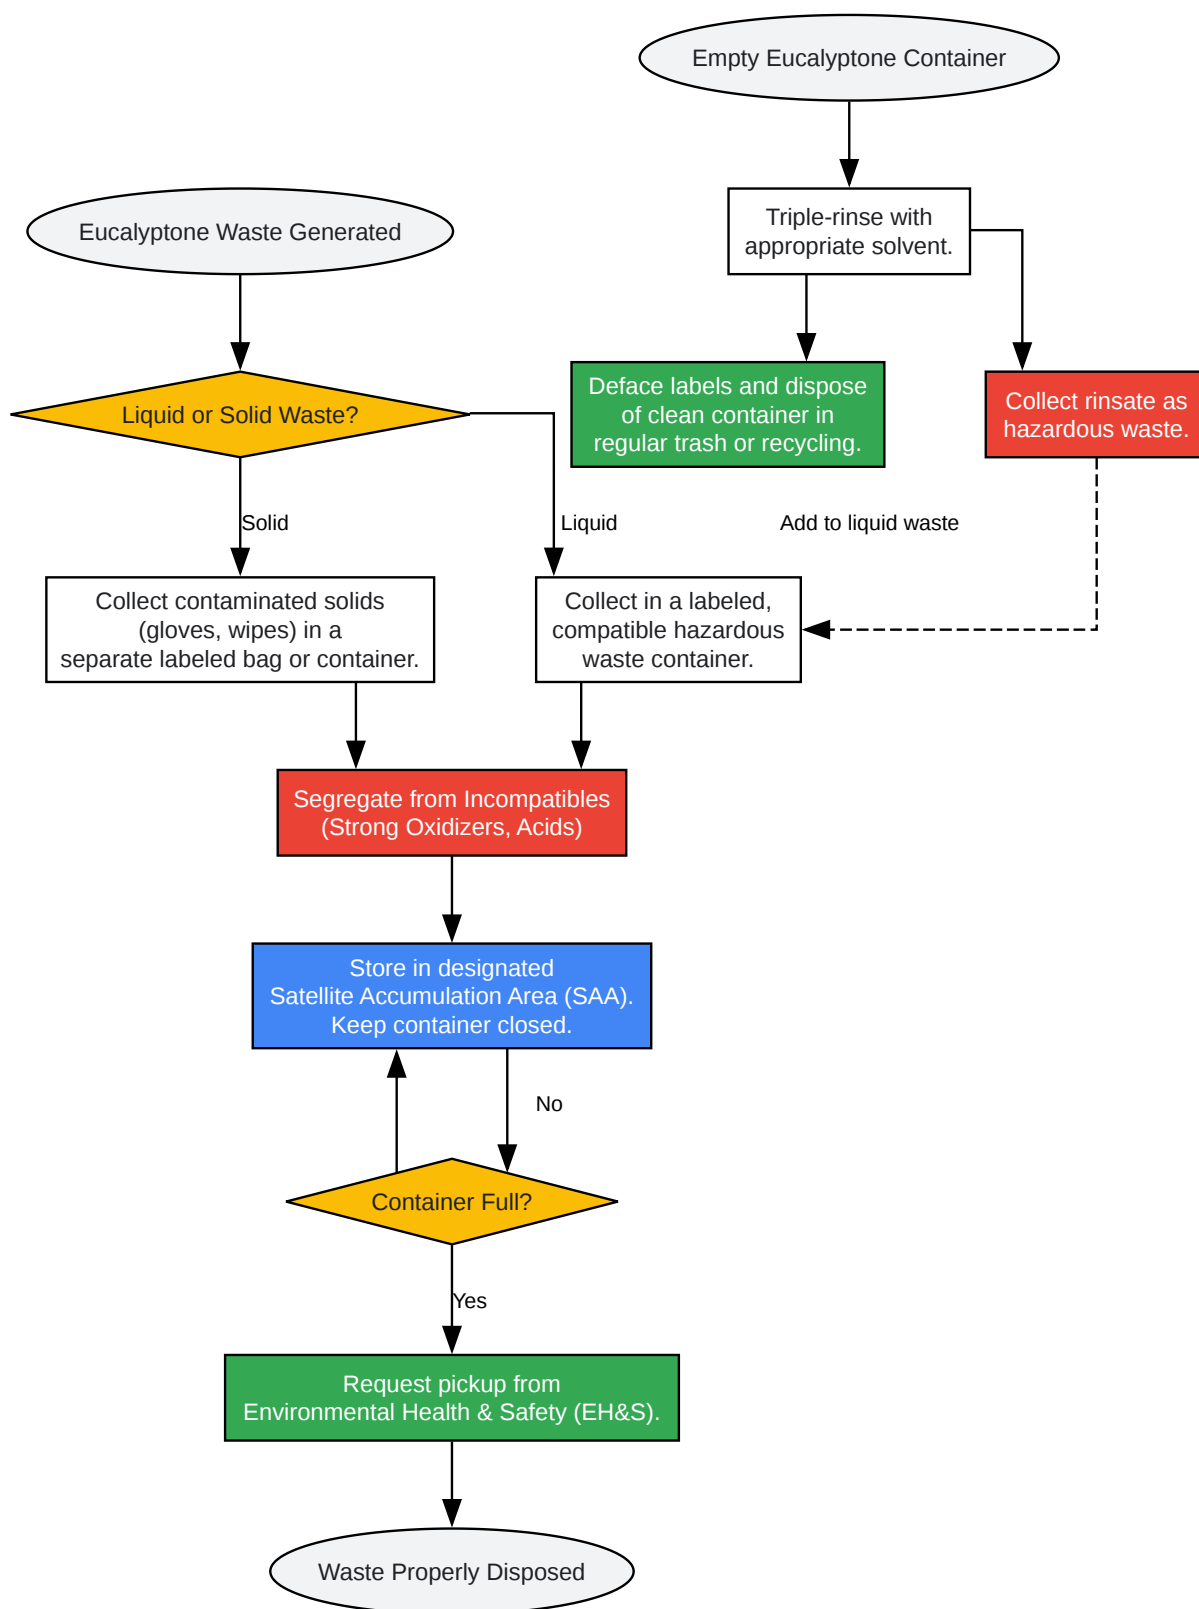 Empty Eucalyptone Container
Triple-rinse with
appropriate solvent.
Eucalyptone Waste Generated
Deface labels and dispose
of clean container in
regular trash or recycling.
Collect rinsate as
hazardous waste.
Liquid or Solid Waste?
Solid
Liquid
Add to liquid waste
Collect contaminated solids
(gloves, wipes) in a
separate labeled bag or container.
Collect in a labeled,
compatible hazardous
waste container.
Segregate from Incompatibles
(Strong Oxidizers, Acids)
Store in designated
Satellite Accumulation Area (SAA).
Keep container closed.
No
Container Full?
Yes
Request pickup from
Environmental Health & Safety (EH&S).
Waste Properly Disposed